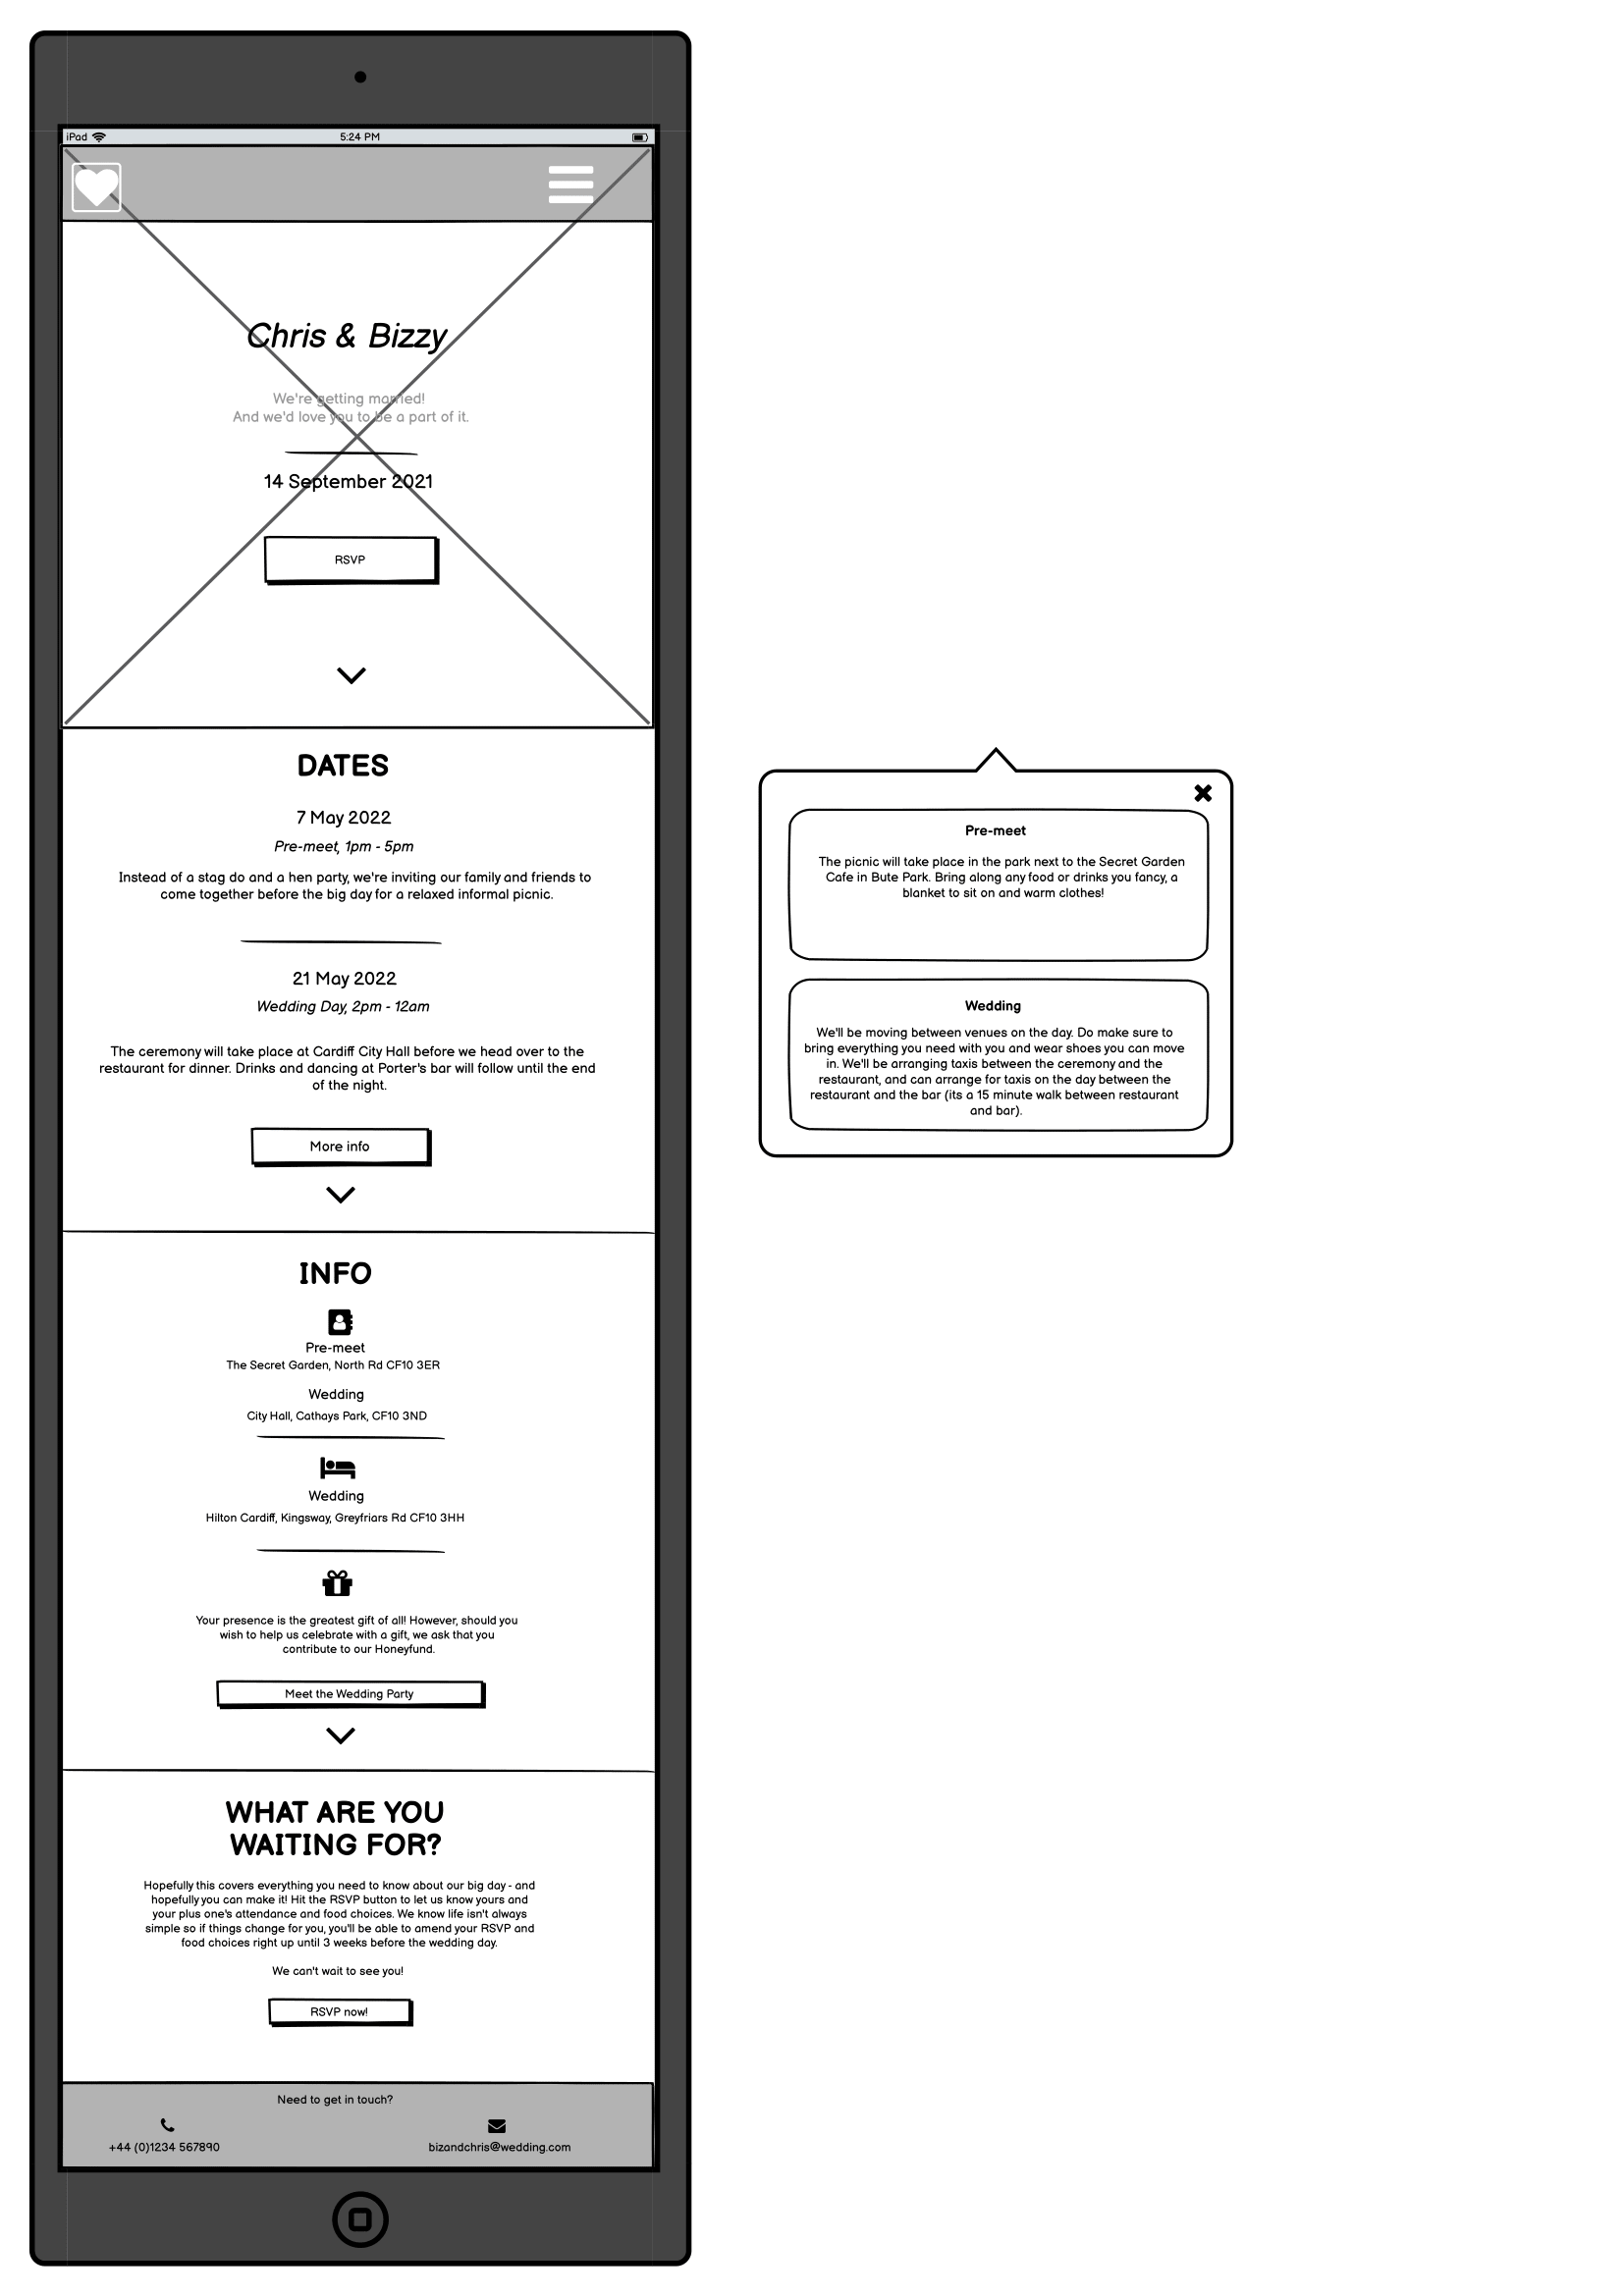 iPad
5:24 PM
Chris & Bizzy
We're getting married!
And we'd love you to be a part of it.
14 September 2021
RSVP
DATES
7 May 2022
Pre-meet, 1pm - 5pm
Instead of a stag do and a hen party, we're inviting our family and friends to
come together before the big day for a relaxed informal picnic.
21 May 2022
Wedding Day, 2pm - 12am
The ceremony will take place at Cardiff City Hall before we head over to the
restaurant for dinner. Drinks and dancing at Porter's bar will follow until the end
of the night.
More info
INFO
Pre-meet
The Secret Garden, North Rd CF10 3ER
Wedding
City Hall, Cathays Park, CF10 3ND
Wedding
Hilton Cardiff, Kingsway, Greyfriars Rd CF10 3HH
Your presence is the greatest gift of all! However, should you
wish to help us celebrate with a gift, we ask that you
contribute to our Honeyfund.
Meet the Wedding Party
WHAT ARE YOU
WAITING FOR?
Hopefully this covers everything you need to know about our big day - and
hopefully you can make it! Hit the RSVP button to let us know yours and
your plus one's attendance and food choices. We know life isn't always
simple so if things change for you, you'll be able to amend your RSVP and
food choices right up until 3 weeks before the wedding day.
We can't wait to see you!
RSVP now!
Need to get in touch?
+44 (0)1234 567890
bizandchris@wedding.com
Pre-meet
The picnic will take place in the park next to the Secret Garden
Cafe in Bute Park. Bring along any food or drinks you fancy, a
blanket to sit on and warm clothes!
Wedding
We'll be moving between venues on the day. Do make sure to
bring everything you need with you and wear shoes you can move
in. We'll be arranging taxis between the ceremony and the
restaurant, and can arrange for taxis on the day between the
restaurant and the bar (its a 15 minute walk between restaurant
and bar).